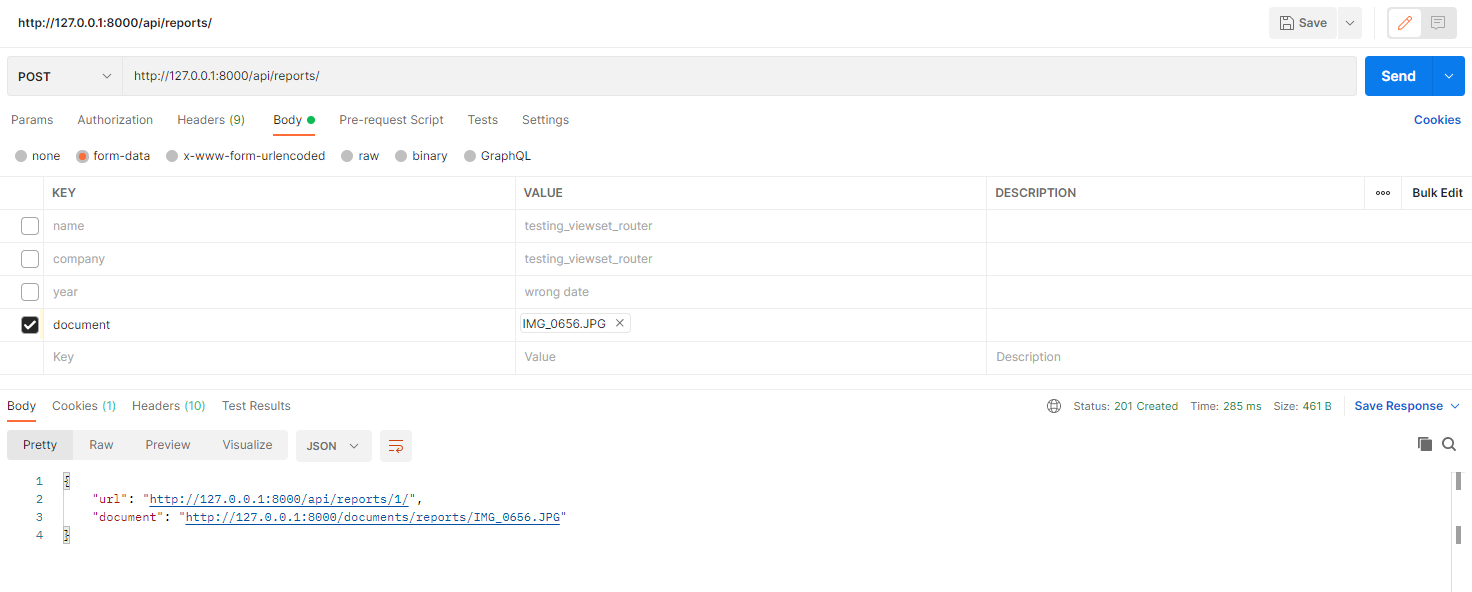 http://127.0.0.1:8000/api/reports/
Save
POST http://127.0.0.1:8000/api/reports/ Send
Params Authorization Headers (9) Body Pre-request Script Tests Settings Cookies
none form-data x-www-form-urlencoded raw binary GraphQL
KEY VALUE DESCRIPTION ooo Bulk Edit
name testing_viewset_router
company testing_viewset_router
year wrong date
document IMG_0656.JPG ×
Key Value Description
Body Cookies (1) Headers (10) Test Results Status: 201 Created Time: 285 ms Size: 461 B Save Response
Pretty Raw Preview Visualize JSON
1 {
2 "url": "http://127.0.0.1:8000/api/reports/1/",
3 "document": "http://127.0.0.1:8000/documents/reports/IMG_0656.JPG"
4 }